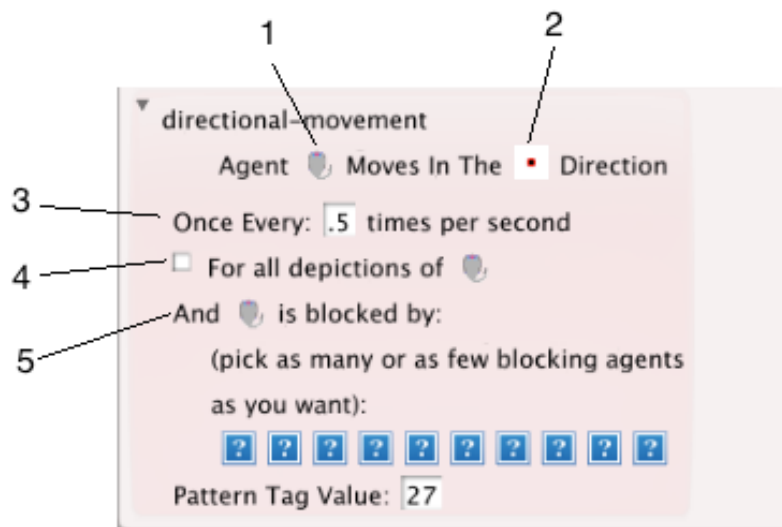 1 2
directional-movement
Agent Moves In The Direction
3 Once Every: .5 times per second
4 For all depictions of
And is blocked by:
5 (pick as many or as few blocking agents
as you want):
? ? ? ? ? ? ? ? ? ?
Pattern Tag Value: 27